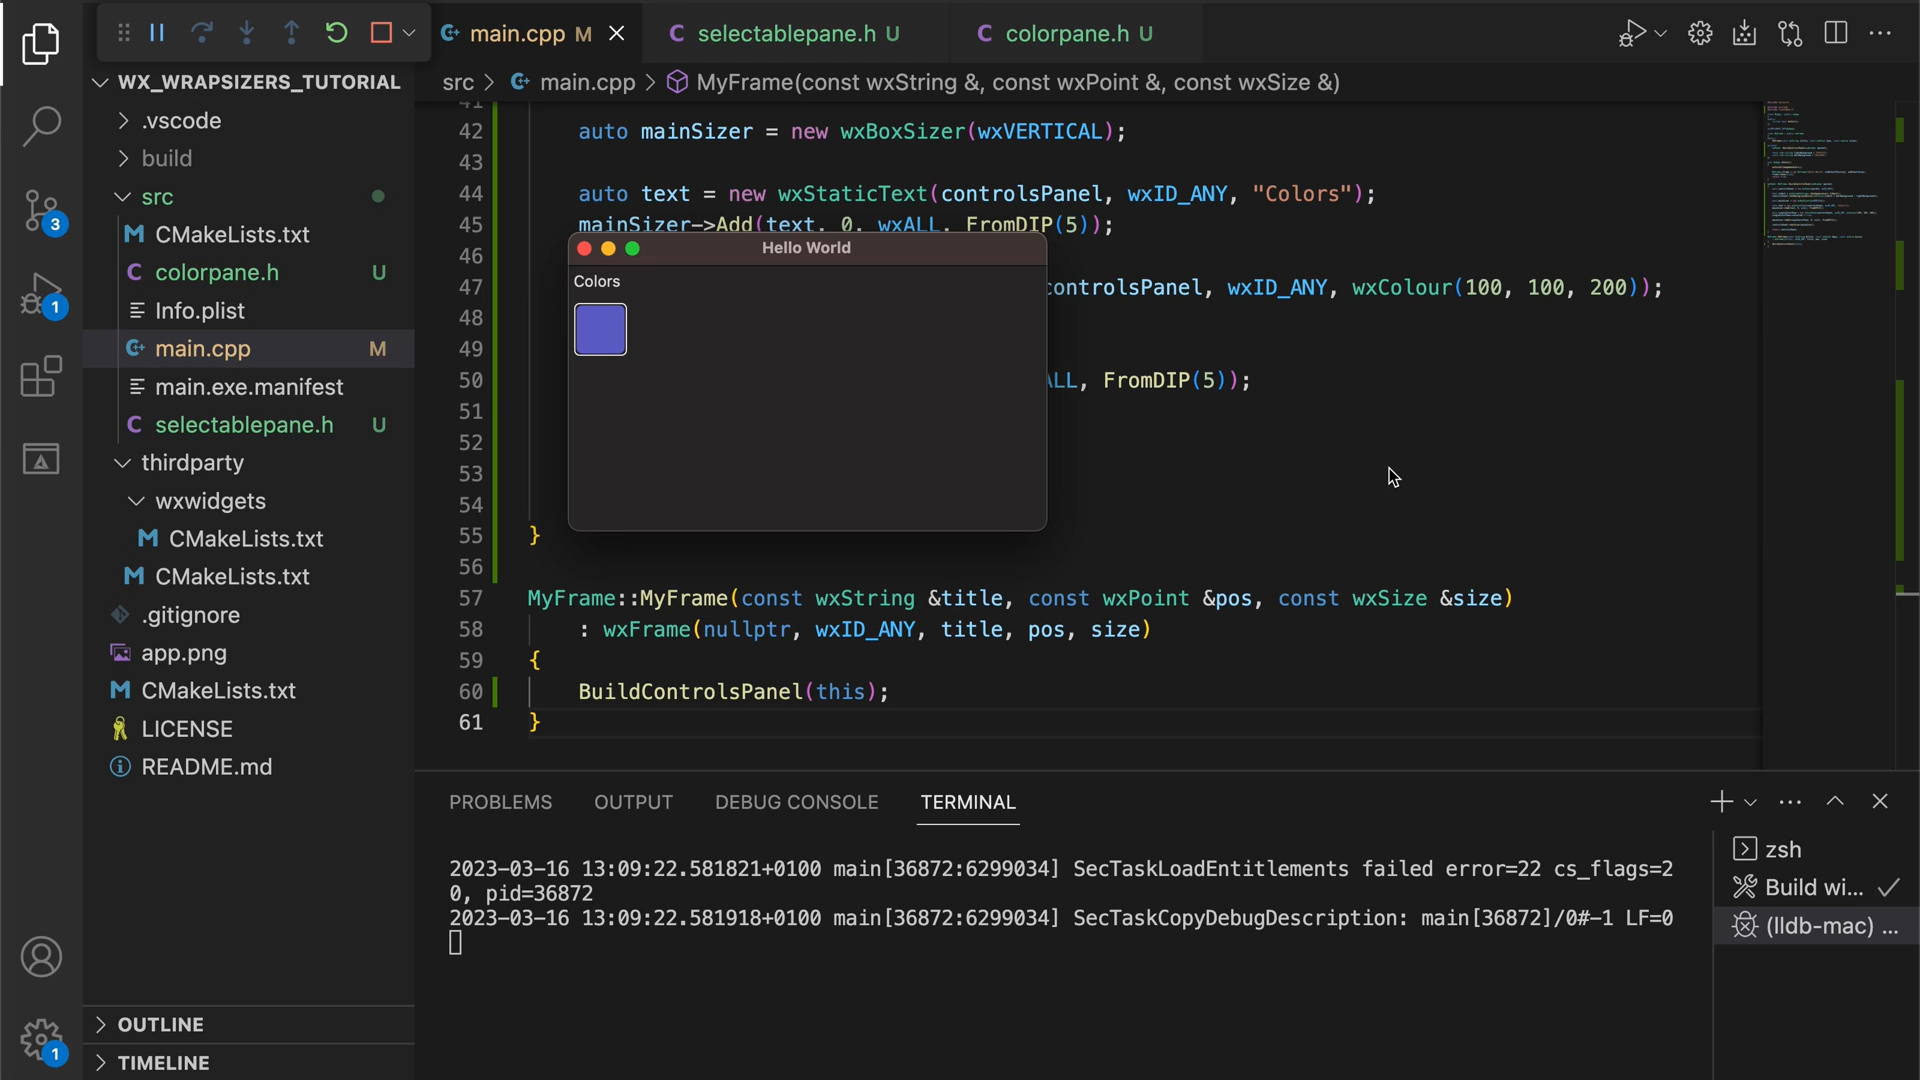 main.cpp M
selectablepane.h U
colorpane.h U
WX_WRAPSIZERS_TUTORIAL
src > main.cpp > MyFrame(const wxString &, const wxPoint &, const wxSize &)
.vscode
build
src
CMakeLists.txt
colorpane.h U
Info.plist
main.cpp M
main.exe.manifest
selectablepane.h U
thirdparty
wxwidgets
CMakeLists.txt
CMakeLists.txt
.gitignore
app.png
CMakeLists.txt
LICENSE
README.md
OUTLINE
TIMELINE
3
1
1
41
42 auto mainSizer = new wxBoxSizer(wxVERTICAL);
43
44 auto text = new wxStaticText(controlsPanel, wxID_ANY, "Colors");
45 mainSizer->Add(text, 0, wxALL, FromDIP(5));
46
47 controlsPanel, wxID_ANY, wxColour(100, 100, 200));
48
49
50 ALL, FromDIP(5));
51
52
53
54
55 }
56
57 MyFrame::MyFrame(const wxString &title, const wxPoint &pos, const wxSize &size)
58 : wxFrame(nullptr, wxID_ANY, title, pos, size)
59 {
60 BuildControlsPanel(this);
61 }
Hello World
Colors
PROBLEMS OUTPUT DEBUG CONSOLE TERMINAL
2023-03-16 13:09:22.581821+0100 main[36872:6299034] SecTaskLoadEntitlements failed error=22 cs_flags=2
0, pid=36872
2023-03-16 13:09:22.581918+0100 main[36872:6299034] SecTaskCopyDebugDescription: main[36872]/0#-1 LF=0
zsh
Build wi...
(lldb-mac) ...